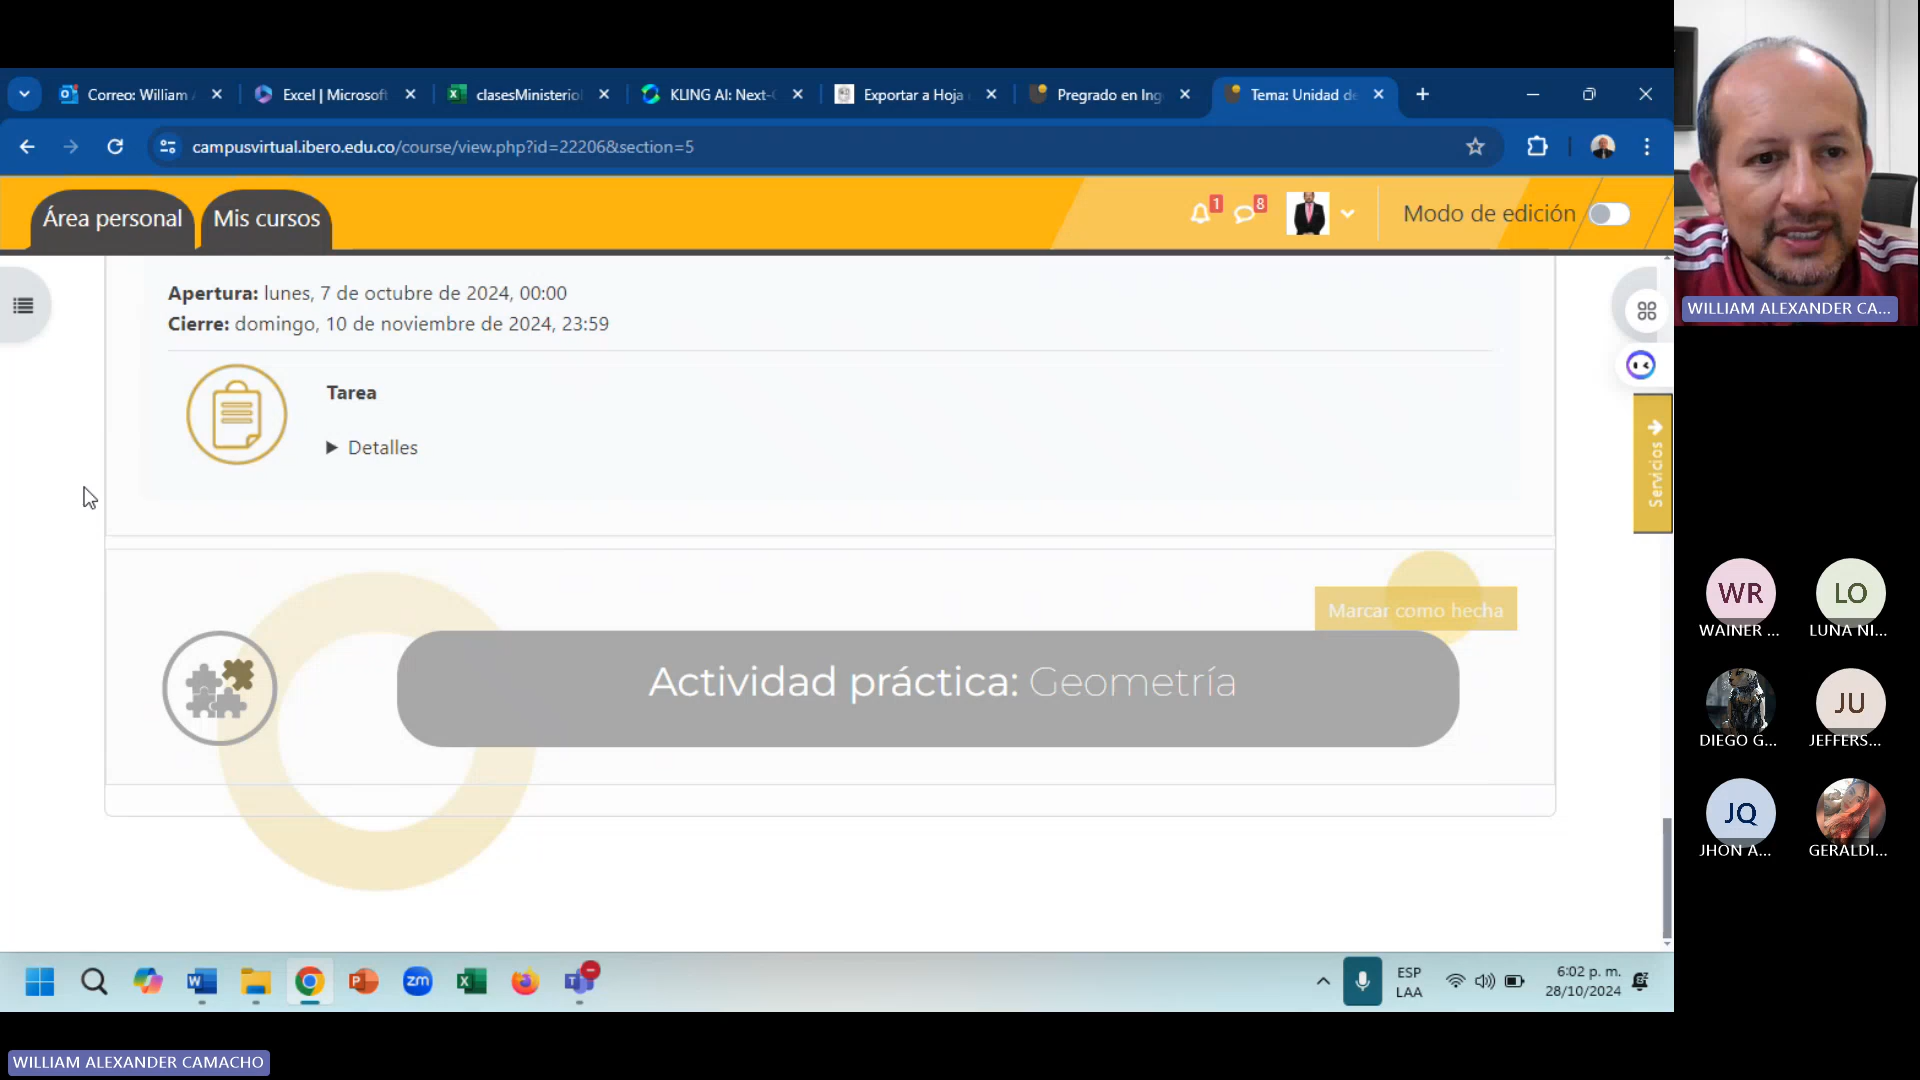 Correo: William
Excel | Microsoft
clasesMinisterio
KLING AI: Next-
Exportar a Hoja
Pregrado en Ing
Tema: Unidad de
campusvirtual.ibero.edu.co/course/view.php?id=22206&section=5
Área personal
Mis cursos
1
8
Modo de edición
Apertura: lunes, 7 de octubre de 2024, 00:00
Cierre: domingo, 10 de noviembre de 2024, 23:59
Tarea
Detalles
Servicios
Marcar como hecha
Actividad práctica: Geometría
ESP
LAA
6:02 p. m.
28/10/2024
zm
WILLIAM ALEXANDER CA...
WR
WAINER ...
LO
LUNA NI...
DIEGO G...
JU
JEFFERS...
JQ
JHON A...
GERALDI...
WILLIAM ALEXANDER CAMACHO